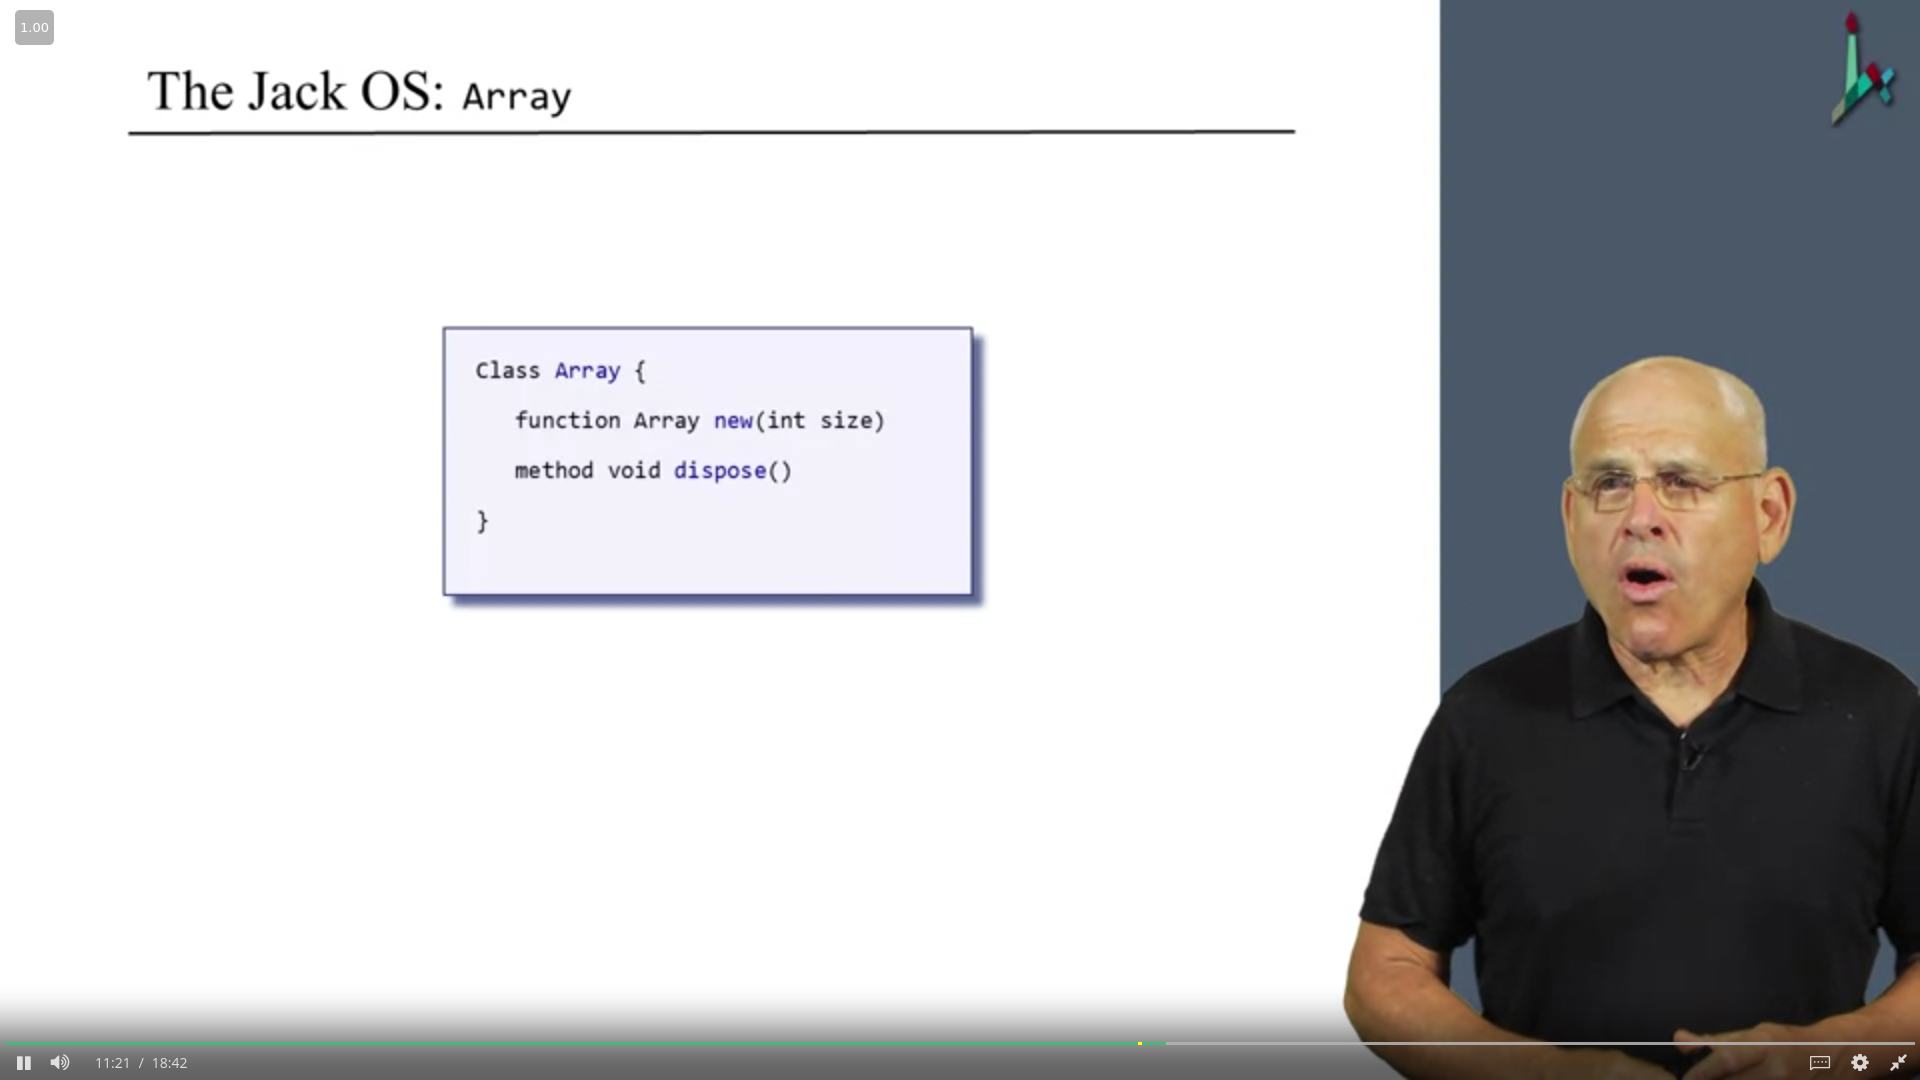 1.00
The Jack OS: Array
Class Array {
function Array new(int size)
method void dispose()
}
11:21 / 18:42